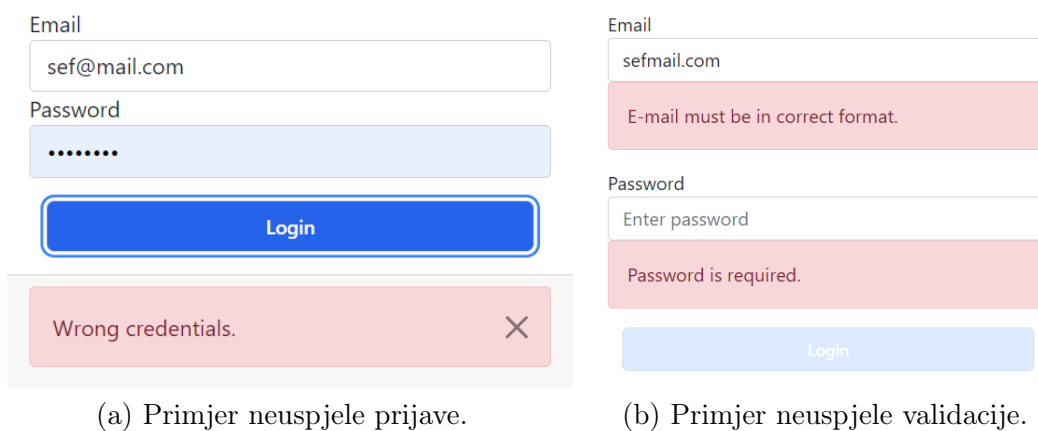 Email
sef@mail.com
Password
••••••••
Login
Wrong credentials.
(a) Primjer neuspjele prijave.
Email
sefmail.com
E-mail must be in correct format.
Password
Enter password
Password is required.
Login
(b) Primjer neuspjele validacije.